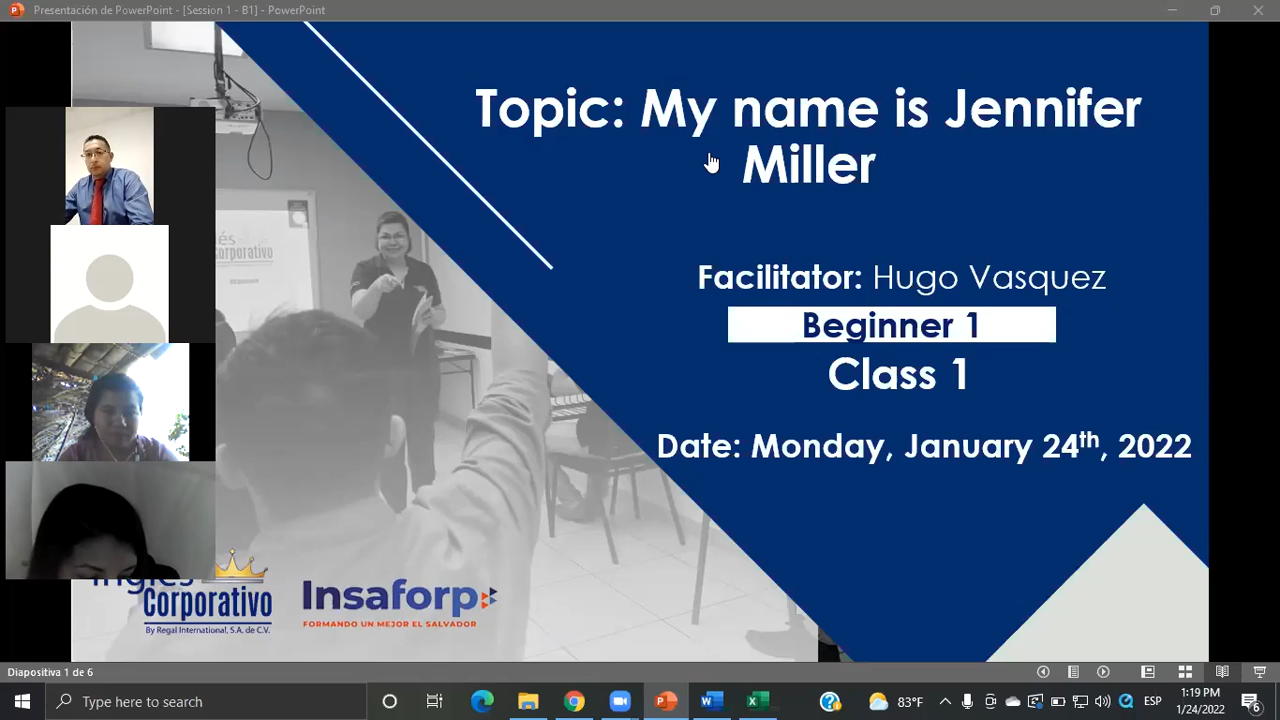 Presentación de PowerPoint - [Session 1 - B1] - PowerPoint
Topic: My name is Jennifer
Miller
Facilitator: Hugo Vasquez
Beginner 1
Class 1
Date: Monday, January 24th, 2022
Corporativo
By Regal International, S.A. de C.V.
Insaforp
FORMANDO UN MEJOR EL SALVADOR
Diapositiva 1 de 6
Type here to search
83°F
ESP
1:19 PM
1/24/2022
6